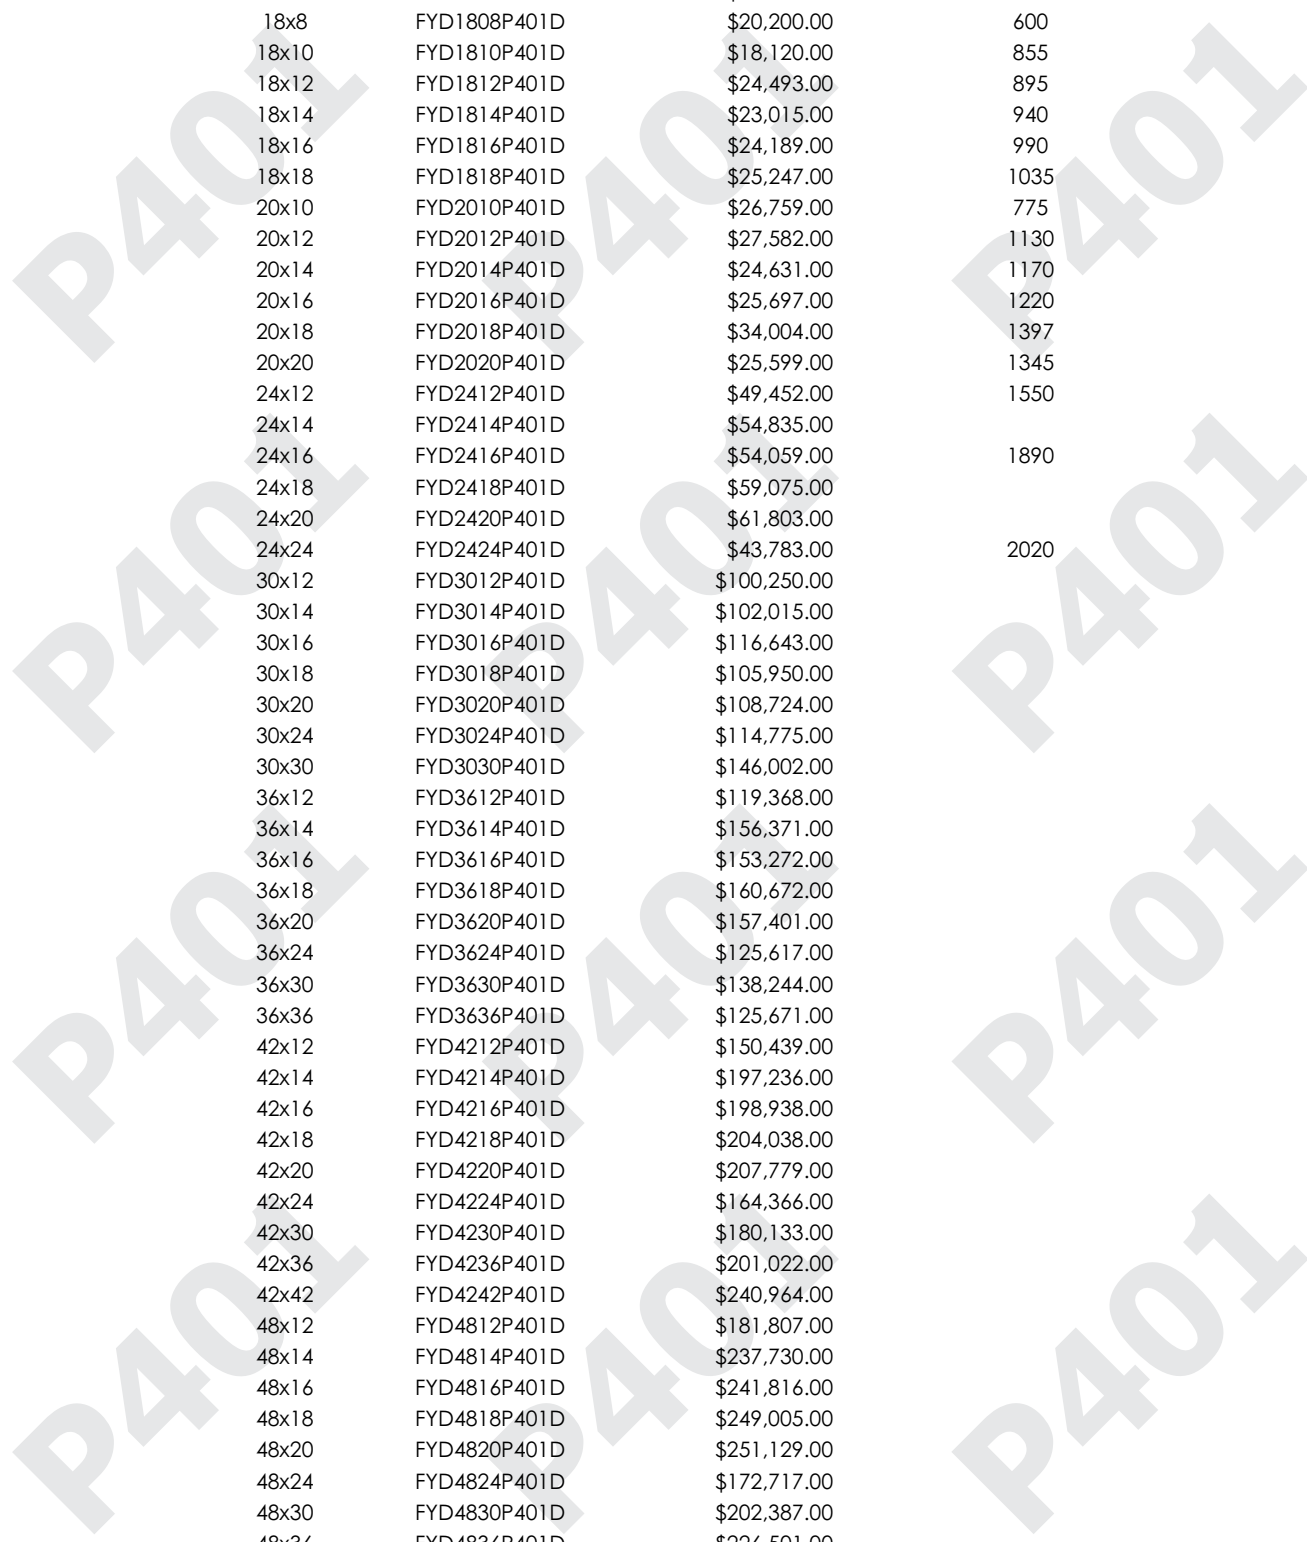 18x8 FYD1808P401D $20,200.00 600
18x10 FYD1810P401D $18,120.00 855
18x12 FYD1812P401D $24,493.00 895
18x14 FYD1814P401D $23,015.00 940
18x16 FYD1816P401D $24,189.00 990
18x18 FYD1818P401D $25,247.00 1035
20x10 FYD2010P401D $26,759.00 775
20x12 FYD2012P401D $27,582.00 1130
20x14 FYD2014P401D $24,631.00 1170
20x16 FYD2016P401D $25,697.00 1220
20x18 FYD2018P401D $34,004.00 1397
20x20 FYD2020P401D $25,599.00 1345
24x12 FYD2412P401D $49,452.00 1550
24x14 FYD2414P401D $54,835.00
24x16 FYD2416P401D $54,059.00 1890
24x18 FYD2418P401D $59,075.00
24x20 FYD2420P401D $61,803.00
24x24 FYD2424P401D $43,783.00 2020
30x12 FYD3012P401D $100,250.00
30x14 FYD3014P401D $102,015.00
30x16 FYD3016P401D $116,643.00
30x18 FYD3018P401D $105,950.00
30x20 FYD3020P401D $108,724.00
30x24 FYD3024P401D $114,775.00
30x30 FYD3030P401D $146,002.00
36x12 FYD3612P401D $119,368.00
36x14 FYD3614P401D $156,371.00
36x16 FYD3616P401D $153,272.00
36x18 FYD3618P401D $160,672.00
36x20 FYD3620P401D $157,401.00
36x24 FYD3624P401D $125,617.00
36x30 FYD3630P401D $138,244.00
36x36 FYD3636P401D $125,671.00
42x12 FYD4212P401D $150,439.00
42x14 FYD4214P401D $197,236.00
42x16 FYD4216P401D $198,938.00
42x18 FYD4218P401D $204,038.00
42x20 FYD4220P401D $207,779.00
42x24 FYD4224P401D $164,366.00
42x30 FYD4230P401D $180,133.00
42x36 FYD4236P401D $201,022.00
42x42 FYD4242P401D $240,964.00
48x12 FYD4812P401D $181,807.00
48x14 FYD4814P401D $237,730.00
48x16 FYD4816P401D $241,816.00
48x18 FYD4818P401D $249,005.00
48x20 FYD4820P401D $251,129.00
48x24 FYD4824P401D $172,717.00
48x30 FYD4830P401D $202,387.00
P401 P401 P401
P401 P401 P401
P401 P401 P401
P401 P401 P401